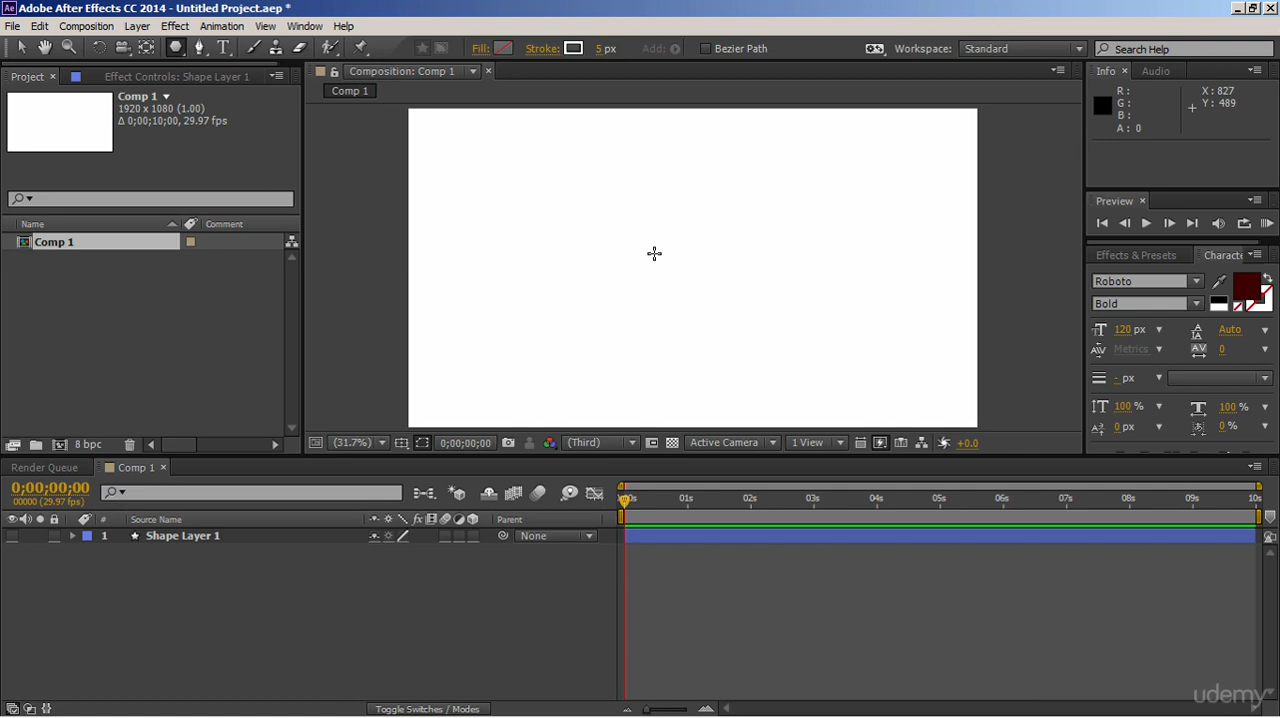 Ae Adobe After Effects CC 2014 - Untitled Project.aep *
File Edit Composition Layer Effect Animation View Window Help
Fill: Stroke: 5 px Add: Bezier Path Workspace: Standard Search Help
Project Effect Controls: Shape Layer 1 Composition: Comp 1 Info Audio
Comp 1
1920 x 1080 (1.00)
Δ 0;00;10;00, 29.97 fps
Comp 1
R :
G :
B :
A : 0
X : 827
Y : 489
Preview
Name Comment
Comp 1
Effects & Presets Charact
Roboto
Bold
120 px Auto
Metrics 0
- px
100 % 100 %
0 px 0 %
8 bpc
(31.7%) 0;00;00;00 (Third) Active Camera 1 View +0.0
Render Queue Comp 1
0;00;00;00
00000 (29.97 fps)
0s 01s 02s 03s 04s 05s 06s 07s 08s 09s 10s
# Source Name fx Parent
1 Shape Layer 1 None
Toggle Switches / Modes
udemy